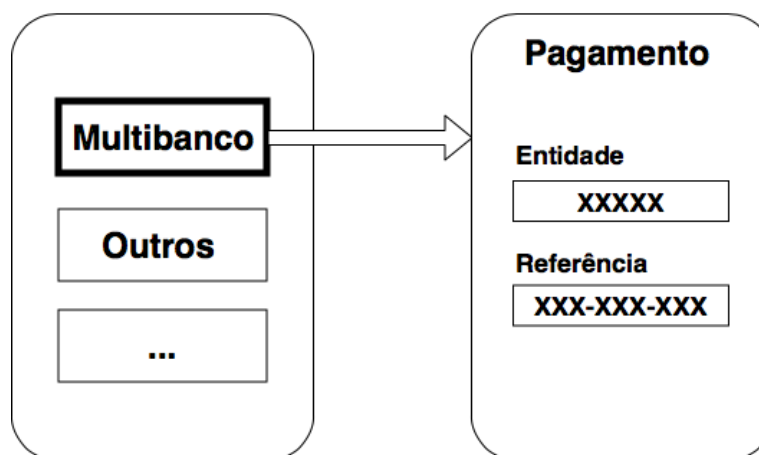 Multibanco
Outros
...
Pagamento
Entidade
XXXXX
Referência
XXX-XXX-XXX